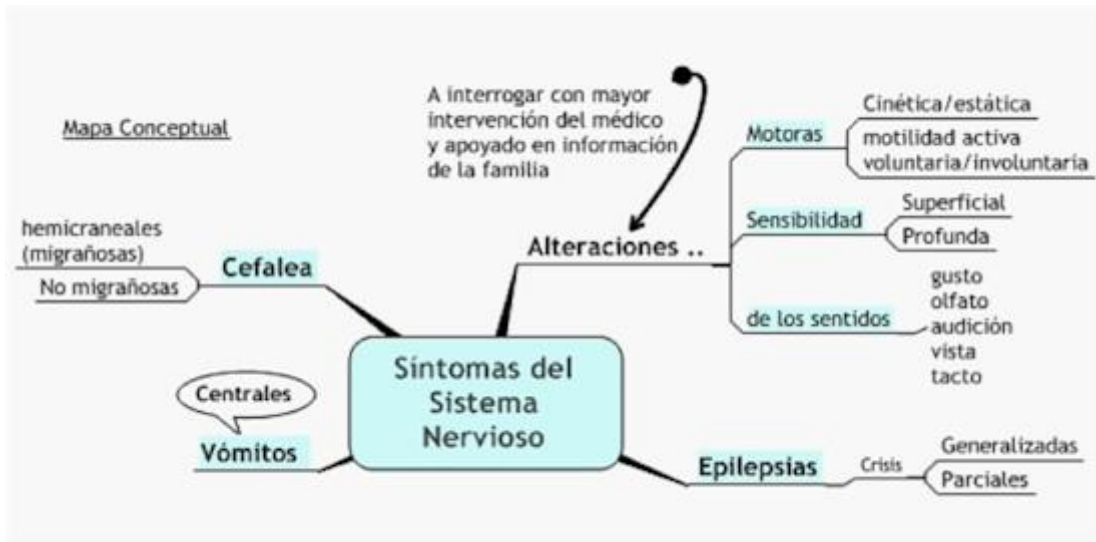 Mapa Conceptual
A interrogar con mayor
intervención del médico
y apoyado en información
de la familia
Cefalea
hemicraneales
(migrañosas)
No migrañosas
Alteraciones ..
Motoras
Cinética/estática
motilidad activa
voluntaria/involuntaria
Sensibilidad
Superficial
Profunda
de los sentidos
gusto
olfato
audición
vista
tacto
Síntomas del
Sistema
Nervioso
Centrales
Vómitos
Epilepsias
Crisis
Generalizadas
Parciales